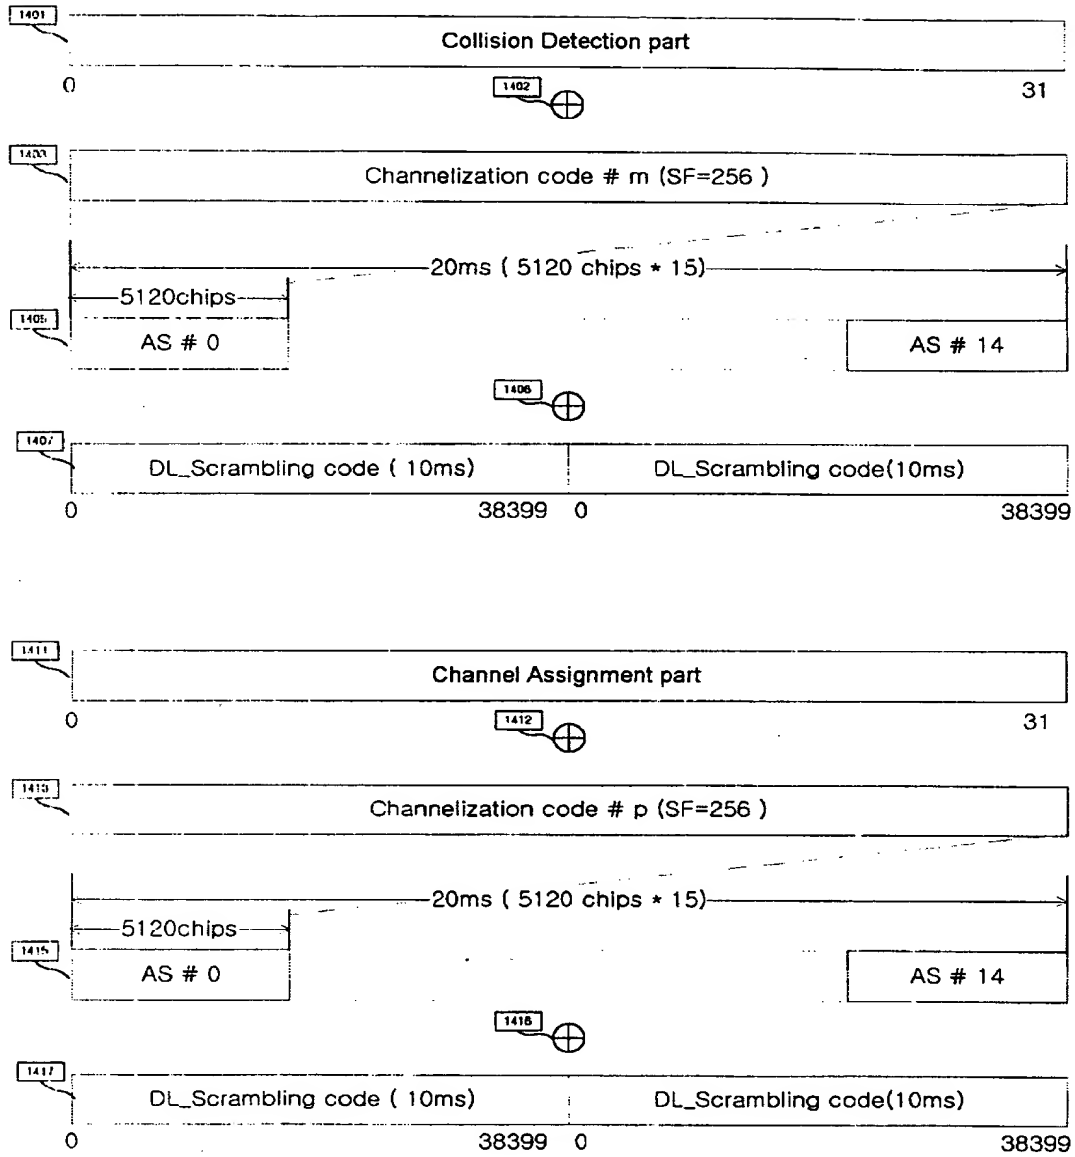 1401
Collision Detection part
0
31
1402
1403
Channelization code # m (SF=256 )
20ms ( 5120 chips * 15)
5120chips
1405
AS # 0
AS # 14
1406
1407
DL_Scrambling code ( 10ms)
DL_Scrambling code(10ms)
0
38399
0
38399
1411
Channel Assignment part
0
31
1412
1413
Channelization code # p (SF=256 )
20ms ( 5120 chips * 15)
5120chips
1415
AS # 0
AS # 14
1416
1417
DL_Scrambling code ( 10ms)
DL_Scrambling code(10ms)
0
38399
0
38399